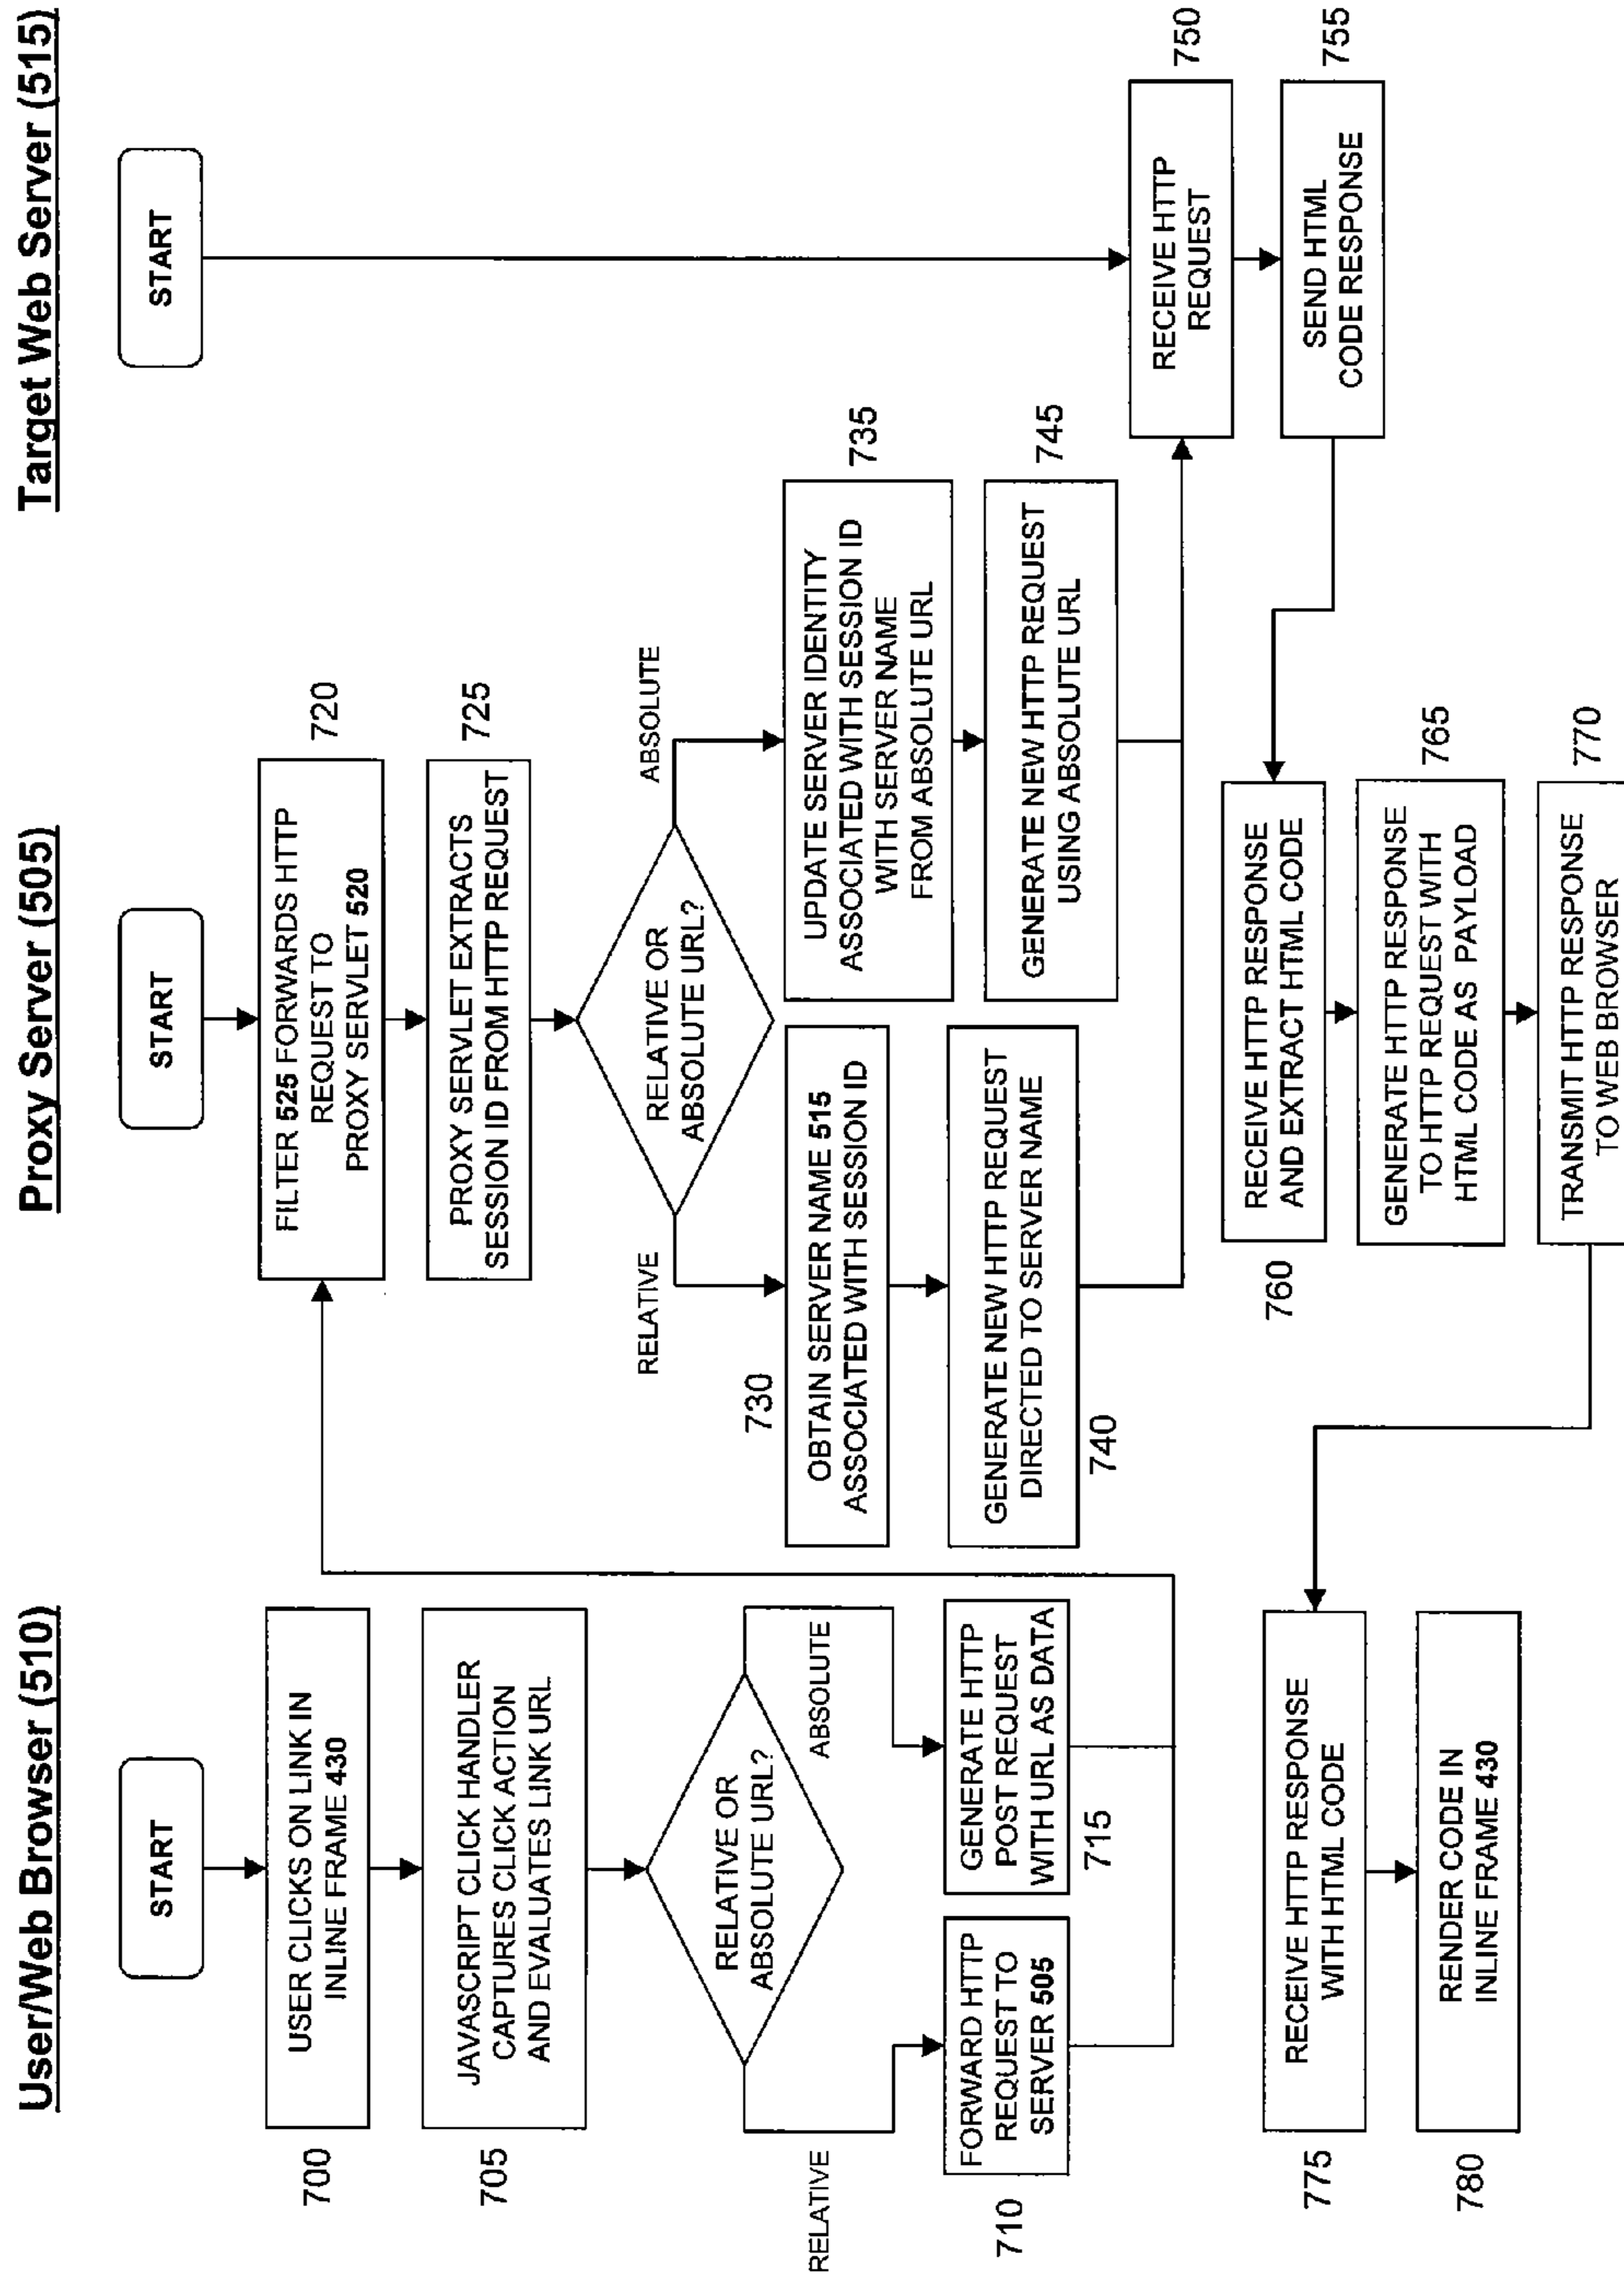 User/Web Browser (510)
START
USER CLICKS ON LINK IN
INLINE FRAME 430
700
JAVASCRIPT CLICK HANDLER
CAPTURES CLICK ACTION
AND EVALUATES LINK URL
705
RELATIVE OR
ABSOLUTE URL?
RELATIVE
ABSOLUTE
FORWARD HTTP
REQUEST TO
SERVER 505
710
GENERATE HTTP
POST REQUEST
WITH URL AS DATA
715
RECEIVE HTTP RESPONSE
WITH HTML CODE
775
RENDER CODE IN
INLINE FRAME 430
780
Proxy Server (505)
START
FILTER 525 FORWARDS HTTP
REQUEST TO
PROXY SERVLET 520
720
PROXY SERVLET EXTRACTS
SESSION ID FROM HTTP REQUEST
725
RELATIVE OR
ABSOLUTE URL?
RELATIVE
ABSOLUTE
730
OBTAIN SERVER NAME 515
ASSOCIATED WITH SESSION ID
GENERATE NEW HTTP REQUEST
DIRECTED TO SERVER NAME
740
UPDATE SERVER IDENTITY
ASSOCIATED WITH SESSION ID
WITH SERVER NAME
FROM ABSOLUTE URL
735
GENERATE NEW HTTP REQUEST
USING ABSOLUTE URL
745
RECEIVE HTTP RESPONSE
AND EXTRACT HTML CODE
760
GENERATE HTTP RESPONSE
TO HTTP REQUEST WITH
HTML CODE AS PAYLOAD
765
TRANSMIT HTTP RESPONSE
TO WEB BROWSER
770
Target Web Server (515)
START
RECEIVE HTTP
REQUEST
750
SEND HTML
CODE RESPONSE
755